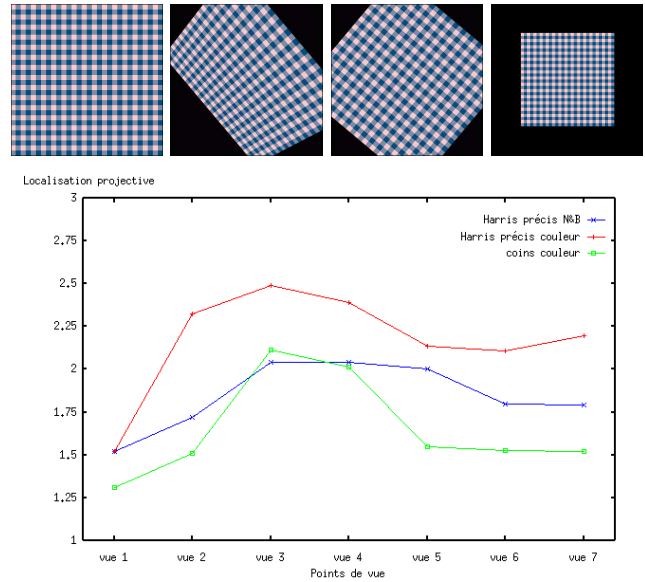 Localisation projective
3
Harris précis N&B
2.75
Harris précis couleur
coins couleur
2.5
2.25
2
1.75
1.5
1.25
1
vue 1 vue 2 vue 3 vue 4 vue 5 vue 6 vue 7
Points de vue